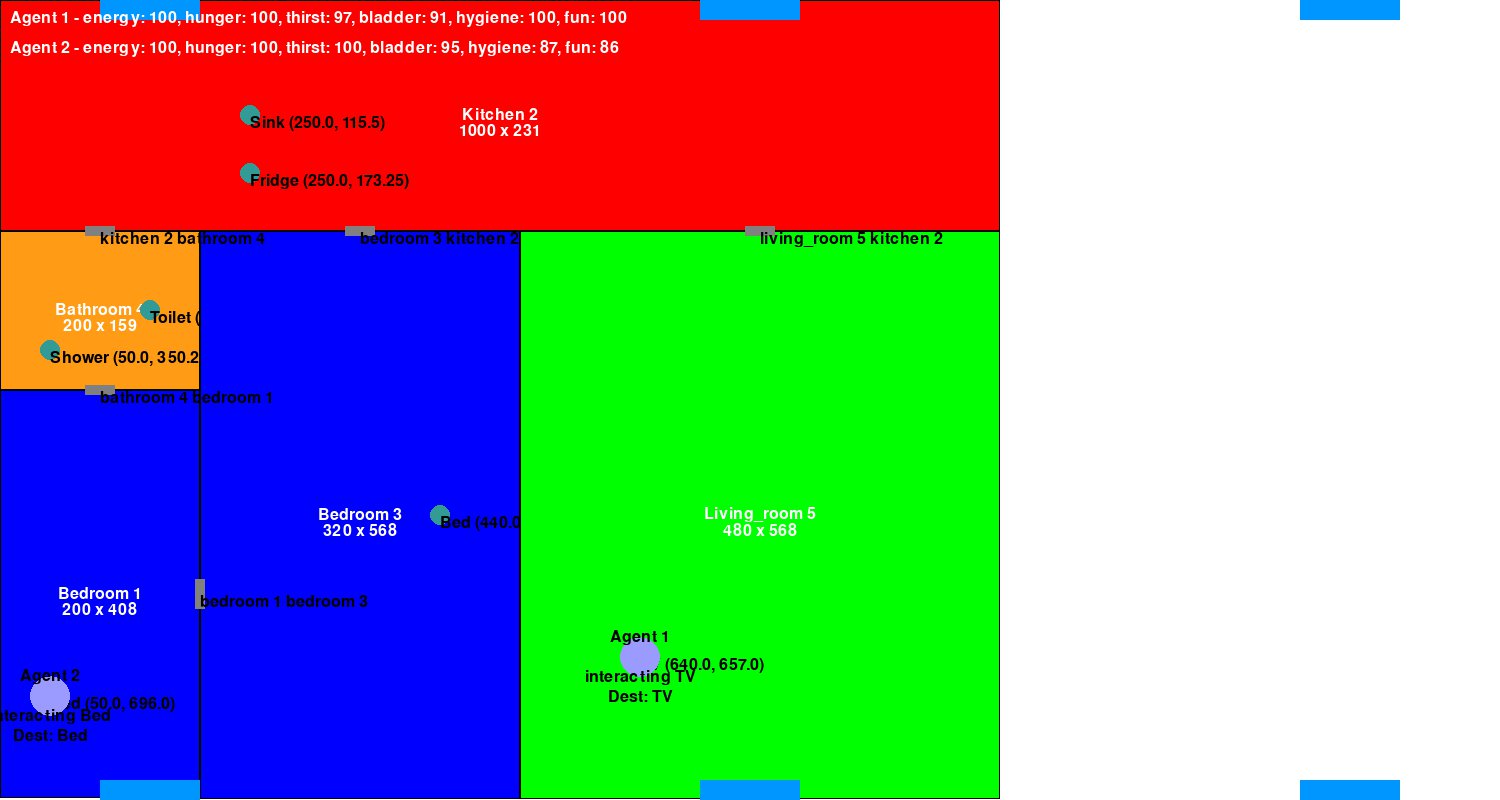 Agent 1 - energy: 100, hunger: 100, thirst: 97, bladder: 91, hygiene: 100, fun: 100
Agent 2 - energy: 100, hunger: 100, thirst: 100, bladder: 95, hygiene: 87, fun: 86
Sink (250.0, 115.5)
Kitchen 2
1000 x 231
Fridge (250.0, 173.25)
kitchen 2 bathroom 4
bedroom 3 kitchen 2
living_room 5 kitchen 2
Bathroom 4
200 x 159
Toilet (
Shower (50.0, 350.2
bathroom 4 bedroom 1
Bedroom 3
320 x 568
Bed (440.0
Living_room 5
480 x 568
Bedroom 1
200 x 408
bedroom 1 bedroom 3
Agent 1
(640.0, 657.0)
interacting TV
Dest: TV
Agent 2
d (50.0, 696.0)
nteracting Bed
Dest: Bed